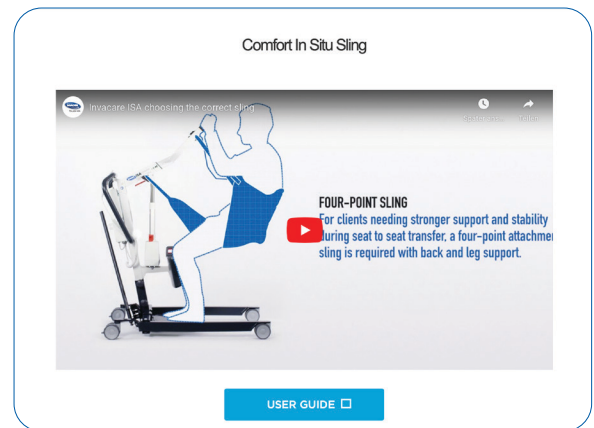 Comfort In Situ Sling
Invacare ISA choosing the correct sling
FOUR-POINT SLING
For clients needing stronger support and stability
during seat to seat transfer, a four-point attachme
sling is required with back and leg support.
USER GUIDE